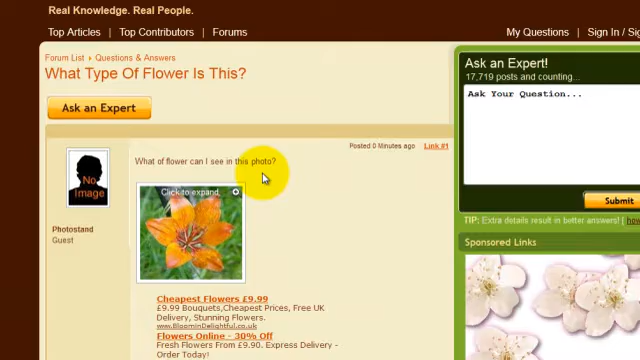 Real Knowledge. Real People.
Top Articles | Top Contributors | Forums
My Questions | Sign In / Sig
Forum List Questions & Answers
What Type Of Flower Is This?
Ask an Expert
Posted 0 Minutes ago Link #1
What of flower can I see in this photo?
No Image
Click to expand
Photostand
Guest
Cheapest Flowers £9.99
£9.99 Bouquets,Cheapest Prices, Free UK
Delivery, Stunning Flowers.
www.BloominDelightful.co.uk
Flowers Online - 30% Off
Fresh Flowers From £9.90. Express Delivery -
Order Today!
Ask an Expert!
17,719 posts and counting...
Ask Your Question...
Submit
TIP: Extra details result in better answers! ( how
Sponsored Links